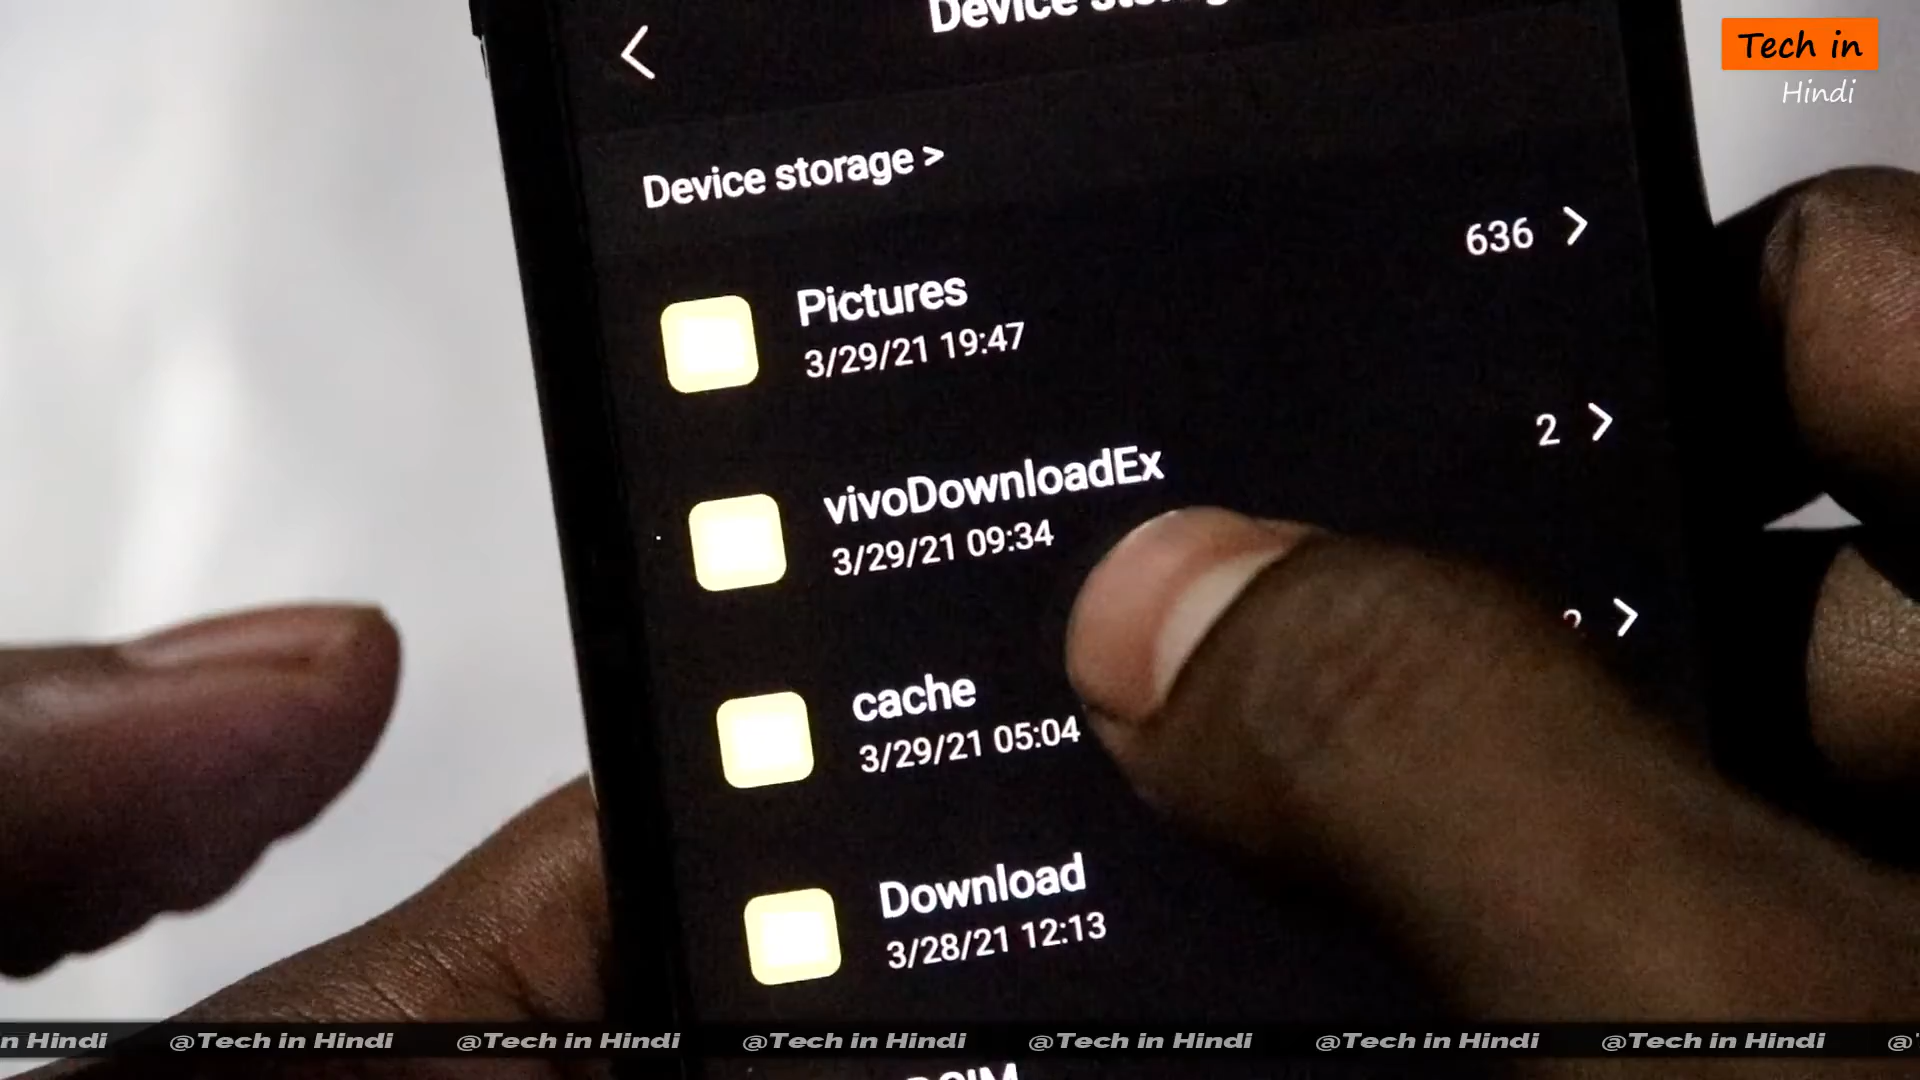 Device
Tech in
Hindi
Device storage >
636
Pictures
3/29/21 19:47
2
vivoDownloadEx
3/29/21 09:34
cache
3/29/21 05:04
Download
3/28/21 12:13
n Hindi @Tech in Hindi @Tech in Hindi @Tech in Hindi @Tech in Hindi @Tech in Hindi @Tech in Hindi @